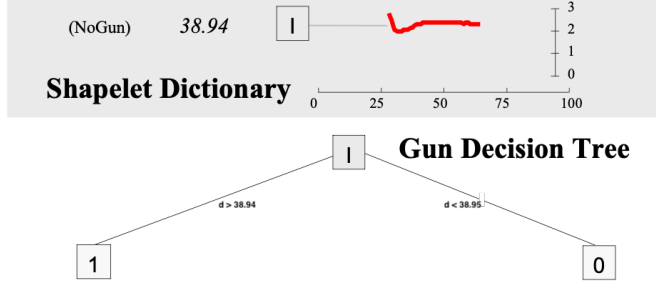 3
(NoGun) 38.94 I
2
1
0
Shapelet Dictionary
0 25 50 75 100
I
Gun Decision Tree
d > 38.94 d < 38.95
1 0